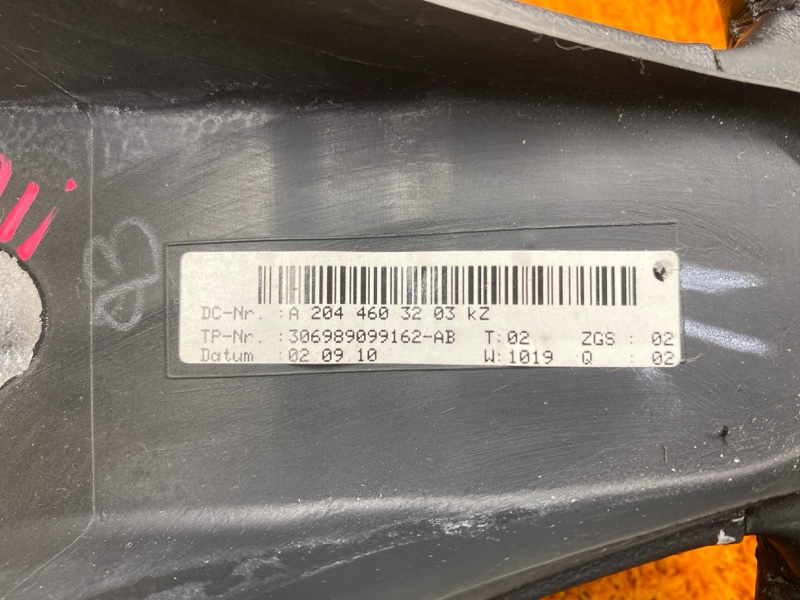 DC-Nr. :A 204 460 32 03 kZ
TP-Nr. :306989099162-AB T:02 ZGS : 02
Datum :02.09.10 W:1019 Q : 02